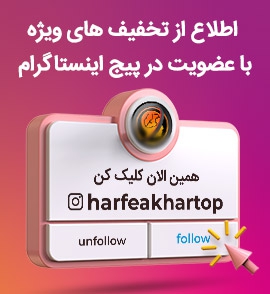 اطلاع از تخفیف های ویژه
با عضویت در پیج اینستاگرام
همین الان کلیک کن
harfeakhartop
unfollow
follow